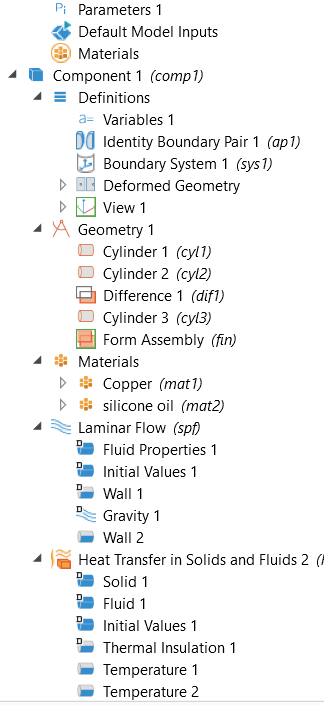 Parameters 1
Default Model Inputs
Materials
Component 1 (comp1)
Definitions
Variables 1
Identity Boundary Pair 1 (ap1)
Boundary System 1 (sys1)
Deformed Geometry
View 1
Geometry 1
Cylinder 1 (cyl1)
Cylinder 2 (cyl2)
Difference 1 (dif1)
Cylinder 3 (cyl3)
Form Assembly (fin)
Materials
Copper (mat1)
silicone oil (mat2)
Laminar Flow (spf)
Fluid Properties 1
Initial Values 1
Wall 1
Gravity 1
Wall 2
Heat Transfer in Solids and Fluids 2
Solid 1
Fluid 1
Initial Values 1
Thermal Insulation 1
Temperature 1
Temperature 2